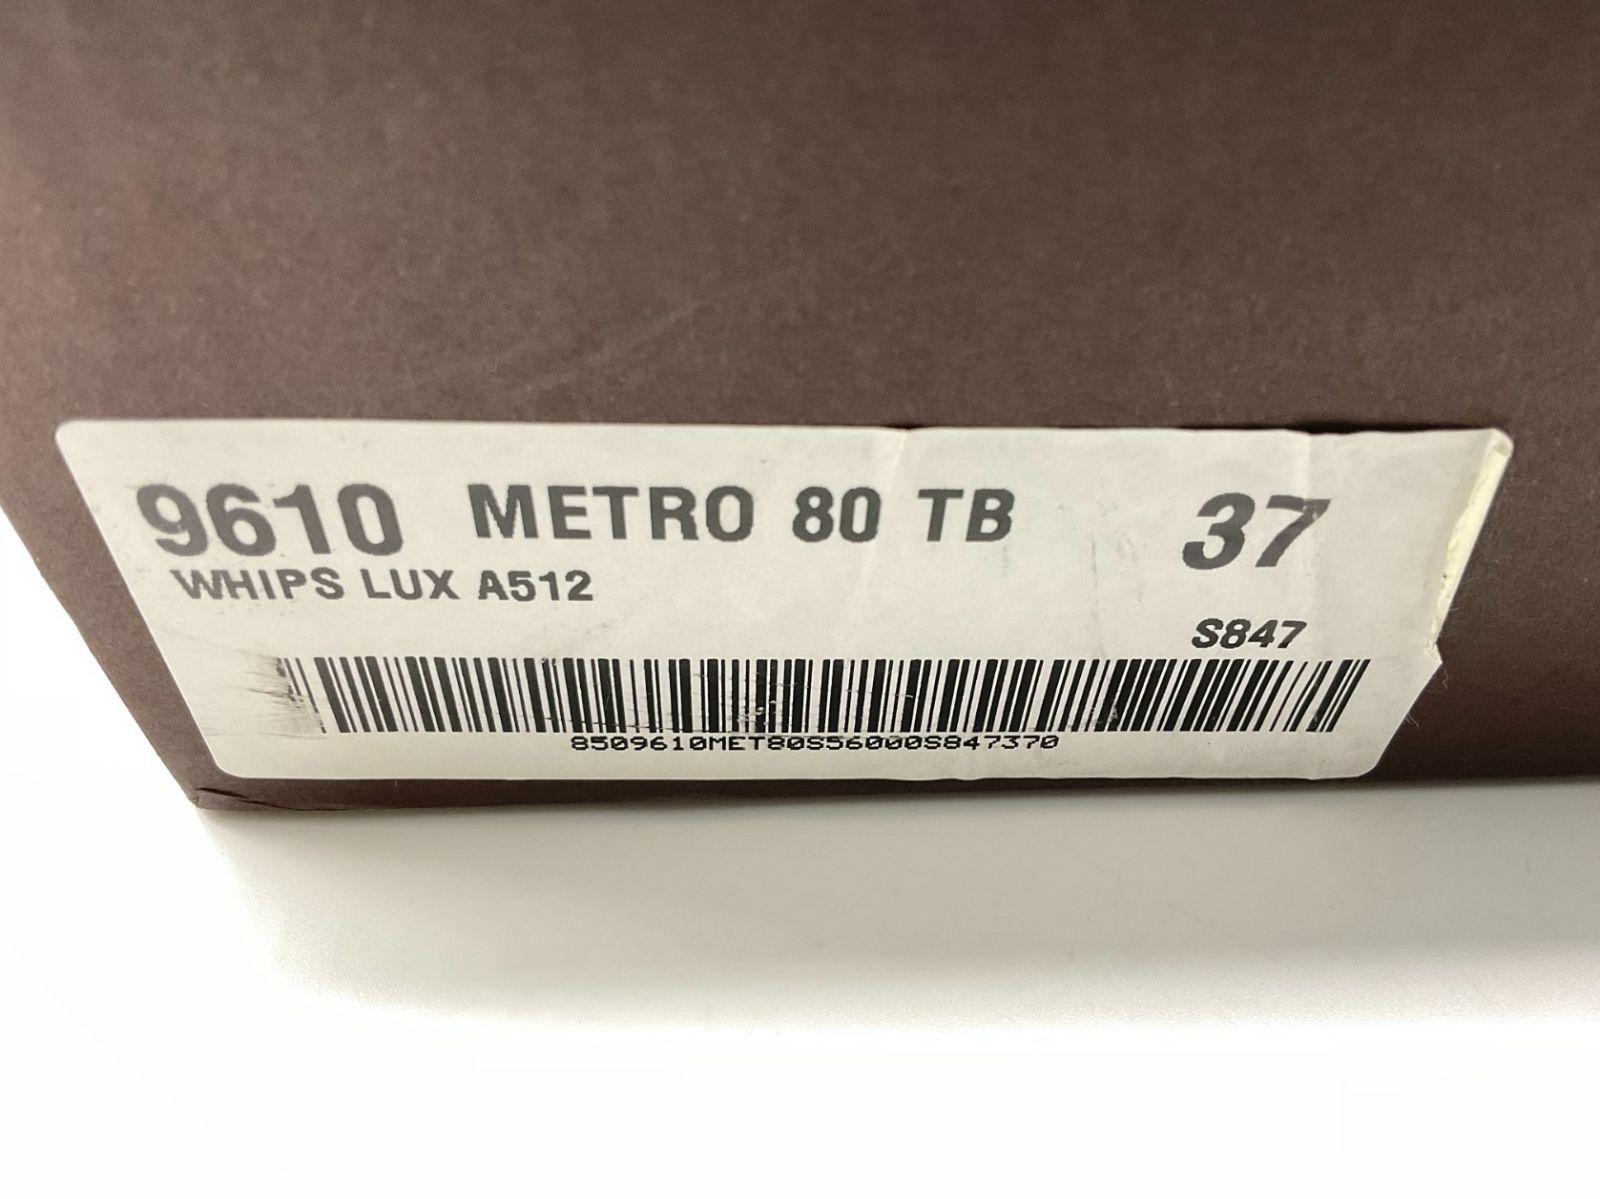 9610 METRO 80 TB 37
WHIPS LUX A512
S847
8509610MET80S56000S847370